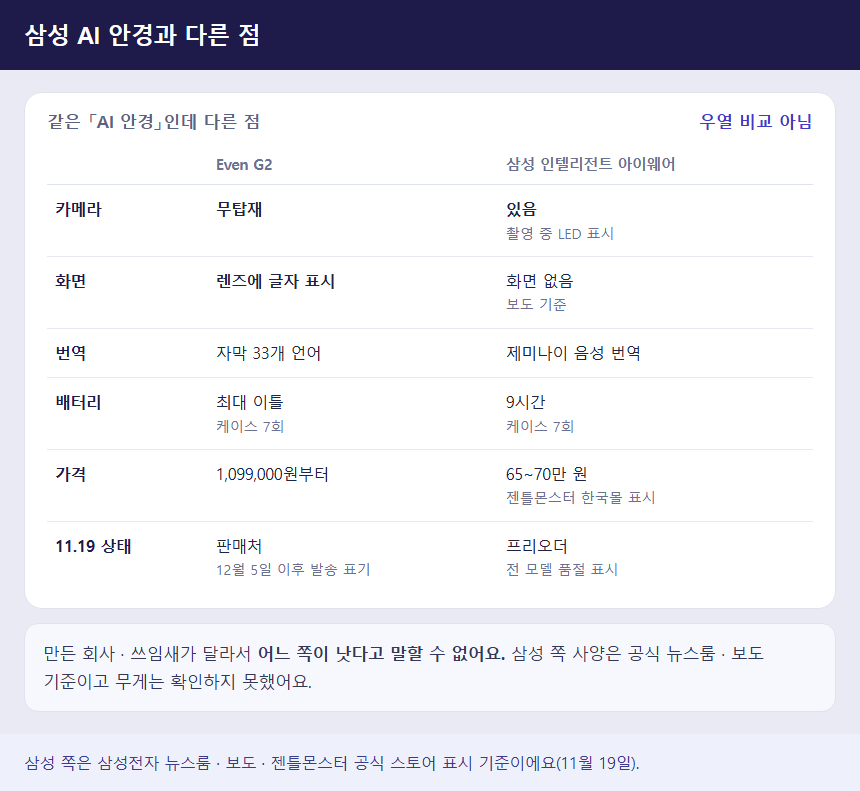 삼성 AI 안경과 다른 점
같은 「AI 안경」인데 다른 점
우열 비교 아님
Even G2
삼성 인텔리전트 아이웨어
카메라
무탑재
있음
촬영 중 LED 표시
화면
렌즈에 글자 표시
화면 없음
보도 기준
번역
자막 33개 언어
제미나이 음성 번역
배터리
최대 이틀
케이스 7회
9시간
케이스 7회
가격
1,099,000원부터
65~70만 원
젠틀몬스터 한국몰 표시
11.19 상태
판매처
12월 5일 이후 발송 표기
프리오더
전 모델 품절 표시
만든 회사 · 쓰임새가 달라서 어느 쪽이 낫다고 말할 수 없어요. 삼성 쪽 사양은 공식 뉴스룸 · 보도
기준이고 무게는 확인하지 못했어요.
삼성 쪽은 삼성전자 뉴스룸 · 보도 · 젠틀몬스터 공식 스토어 표시 기준이에요(11월 19일).